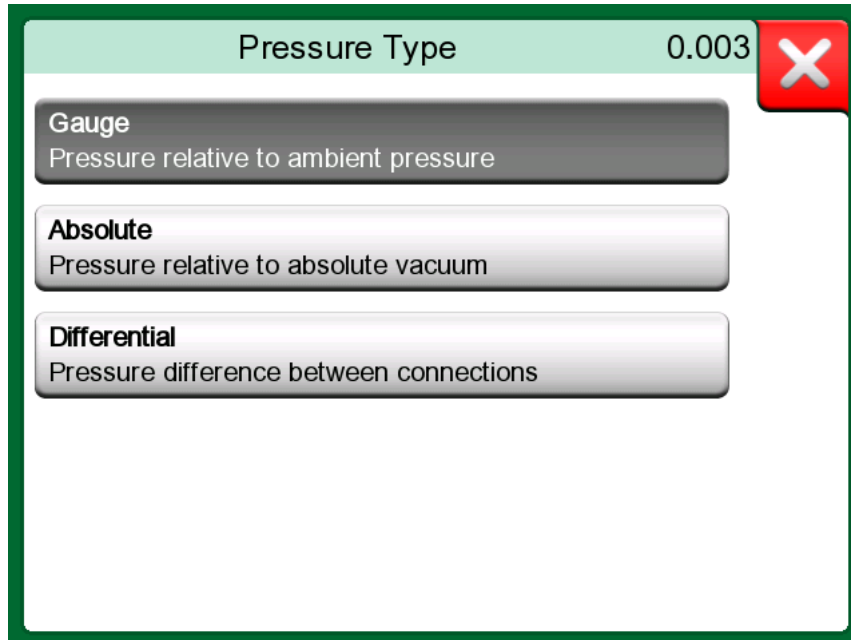 Pressure Type 0.003
Gauge
Pressure relative to ambient pressure
Absolute
Pressure relative to absolute vacuum
Differential
Pressure difference between connections